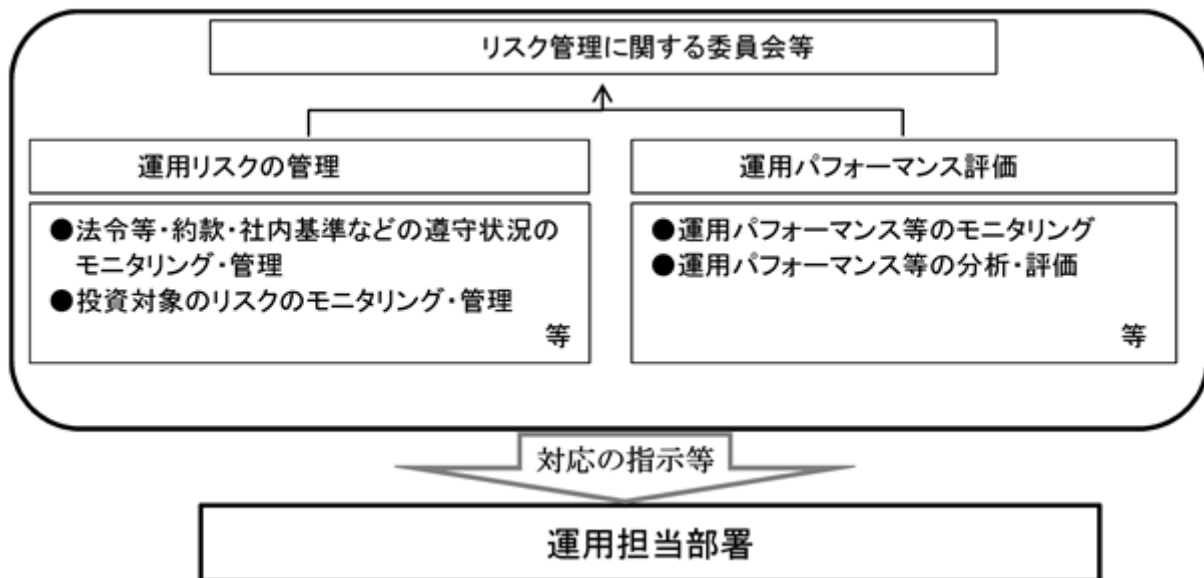 リスク管理に関する委員会等
運用リスクの管理
●法令等・約款・社内基準などの遵守状況の
モニタリング・管理
●投資対象のリスクのモニタリング・管理
等
運用パフォーマンス評価
●運用パフォーマンス等のモニタリング
●運用パフォーマンス等の分析・評価
等
対応の指示等
運用担当部署